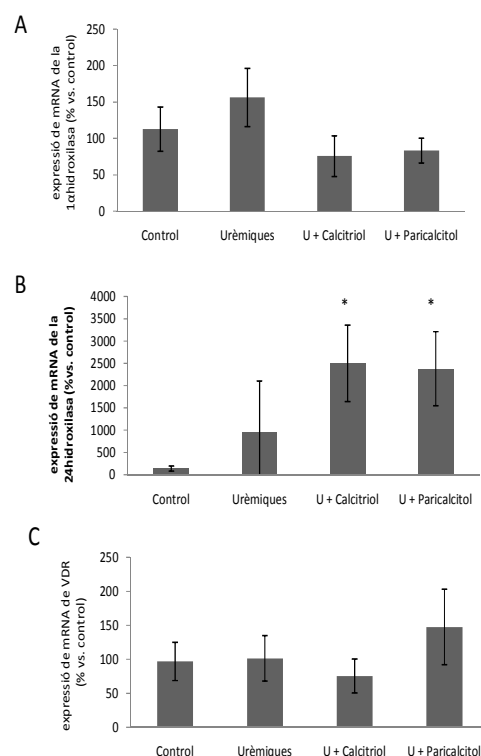 A
expressió de mRNA de la
1αhidroxilasa (% vs. control)
250
200
150
100
50
0
Control Urèmiques U + Calcitriol U + Paricalcitol
B
expressió de mRNA de la
24hidroxilasa (%vs. control)
4000
3500
3000
2500
2000
1500
1000
500
0
* *
Control Urèmiques U + Calcitriol U + Paricalcitol
C
expressió de mRNA de VDR
(% vs. control)
250
200
150
100
50
0
Control Urèmiques U + Calcitriol U + Paricalcitol